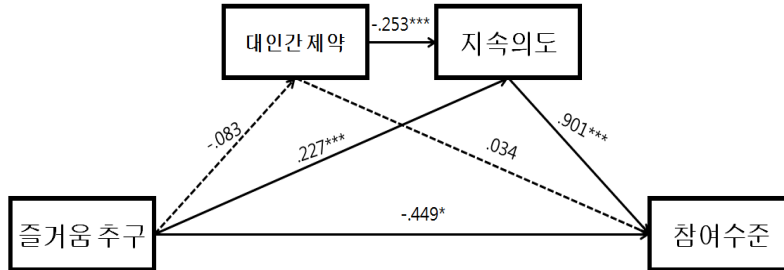 -.253***
대인간 제약
지속의도
-.083
.227***
.034
.901***
즐거움 추구
-.449*
참여수준